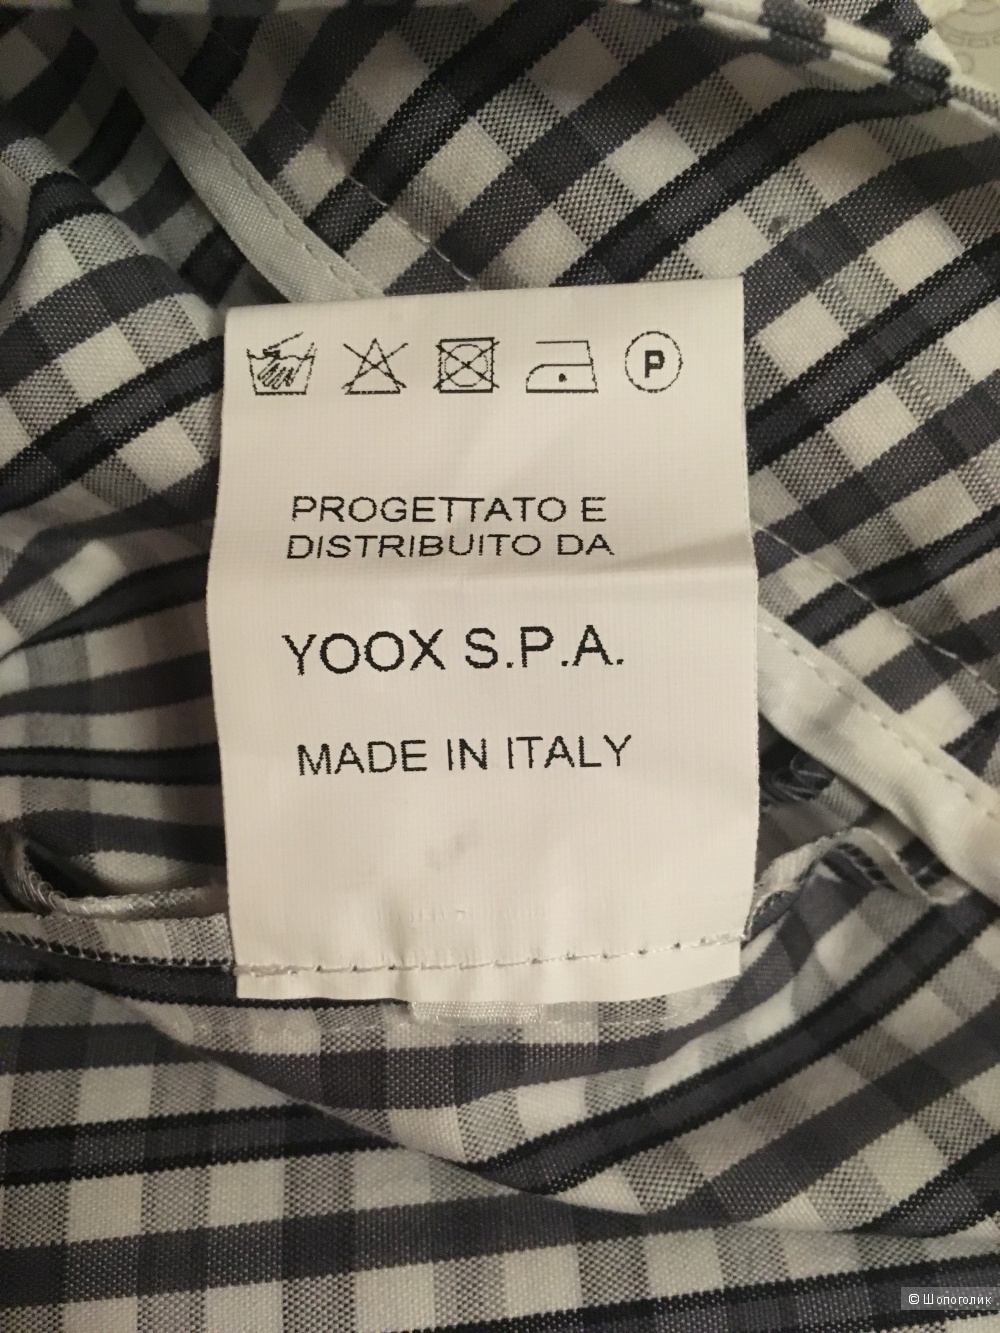 P
PROGETTATO E
DISTRIBUITO DA
YOOX S.P.A.
MADE IN ITALY
© Шопоголик